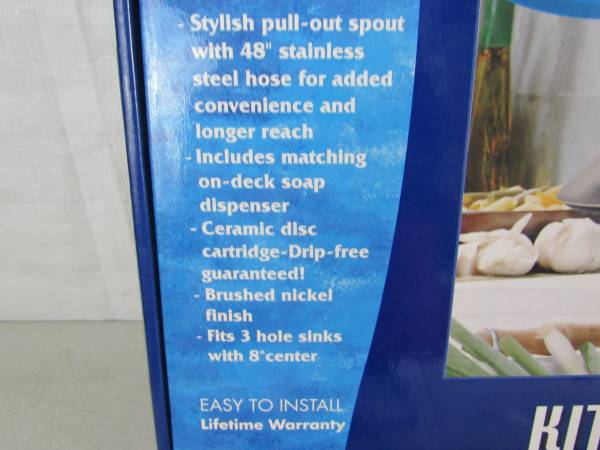 - Stylish pull-out spout
with 48" stainless
steel hose for added
convenience and
longer reach
- Includes matching
on-deck soap
dispenser
- Ceramic disc
cartridge-Drip-free
guaranteed!
- Brushed nickel
finish
- Fits 3 hole sinks
with 8"center
EASY TO INSTALL
Lifetime Warranty
KIT